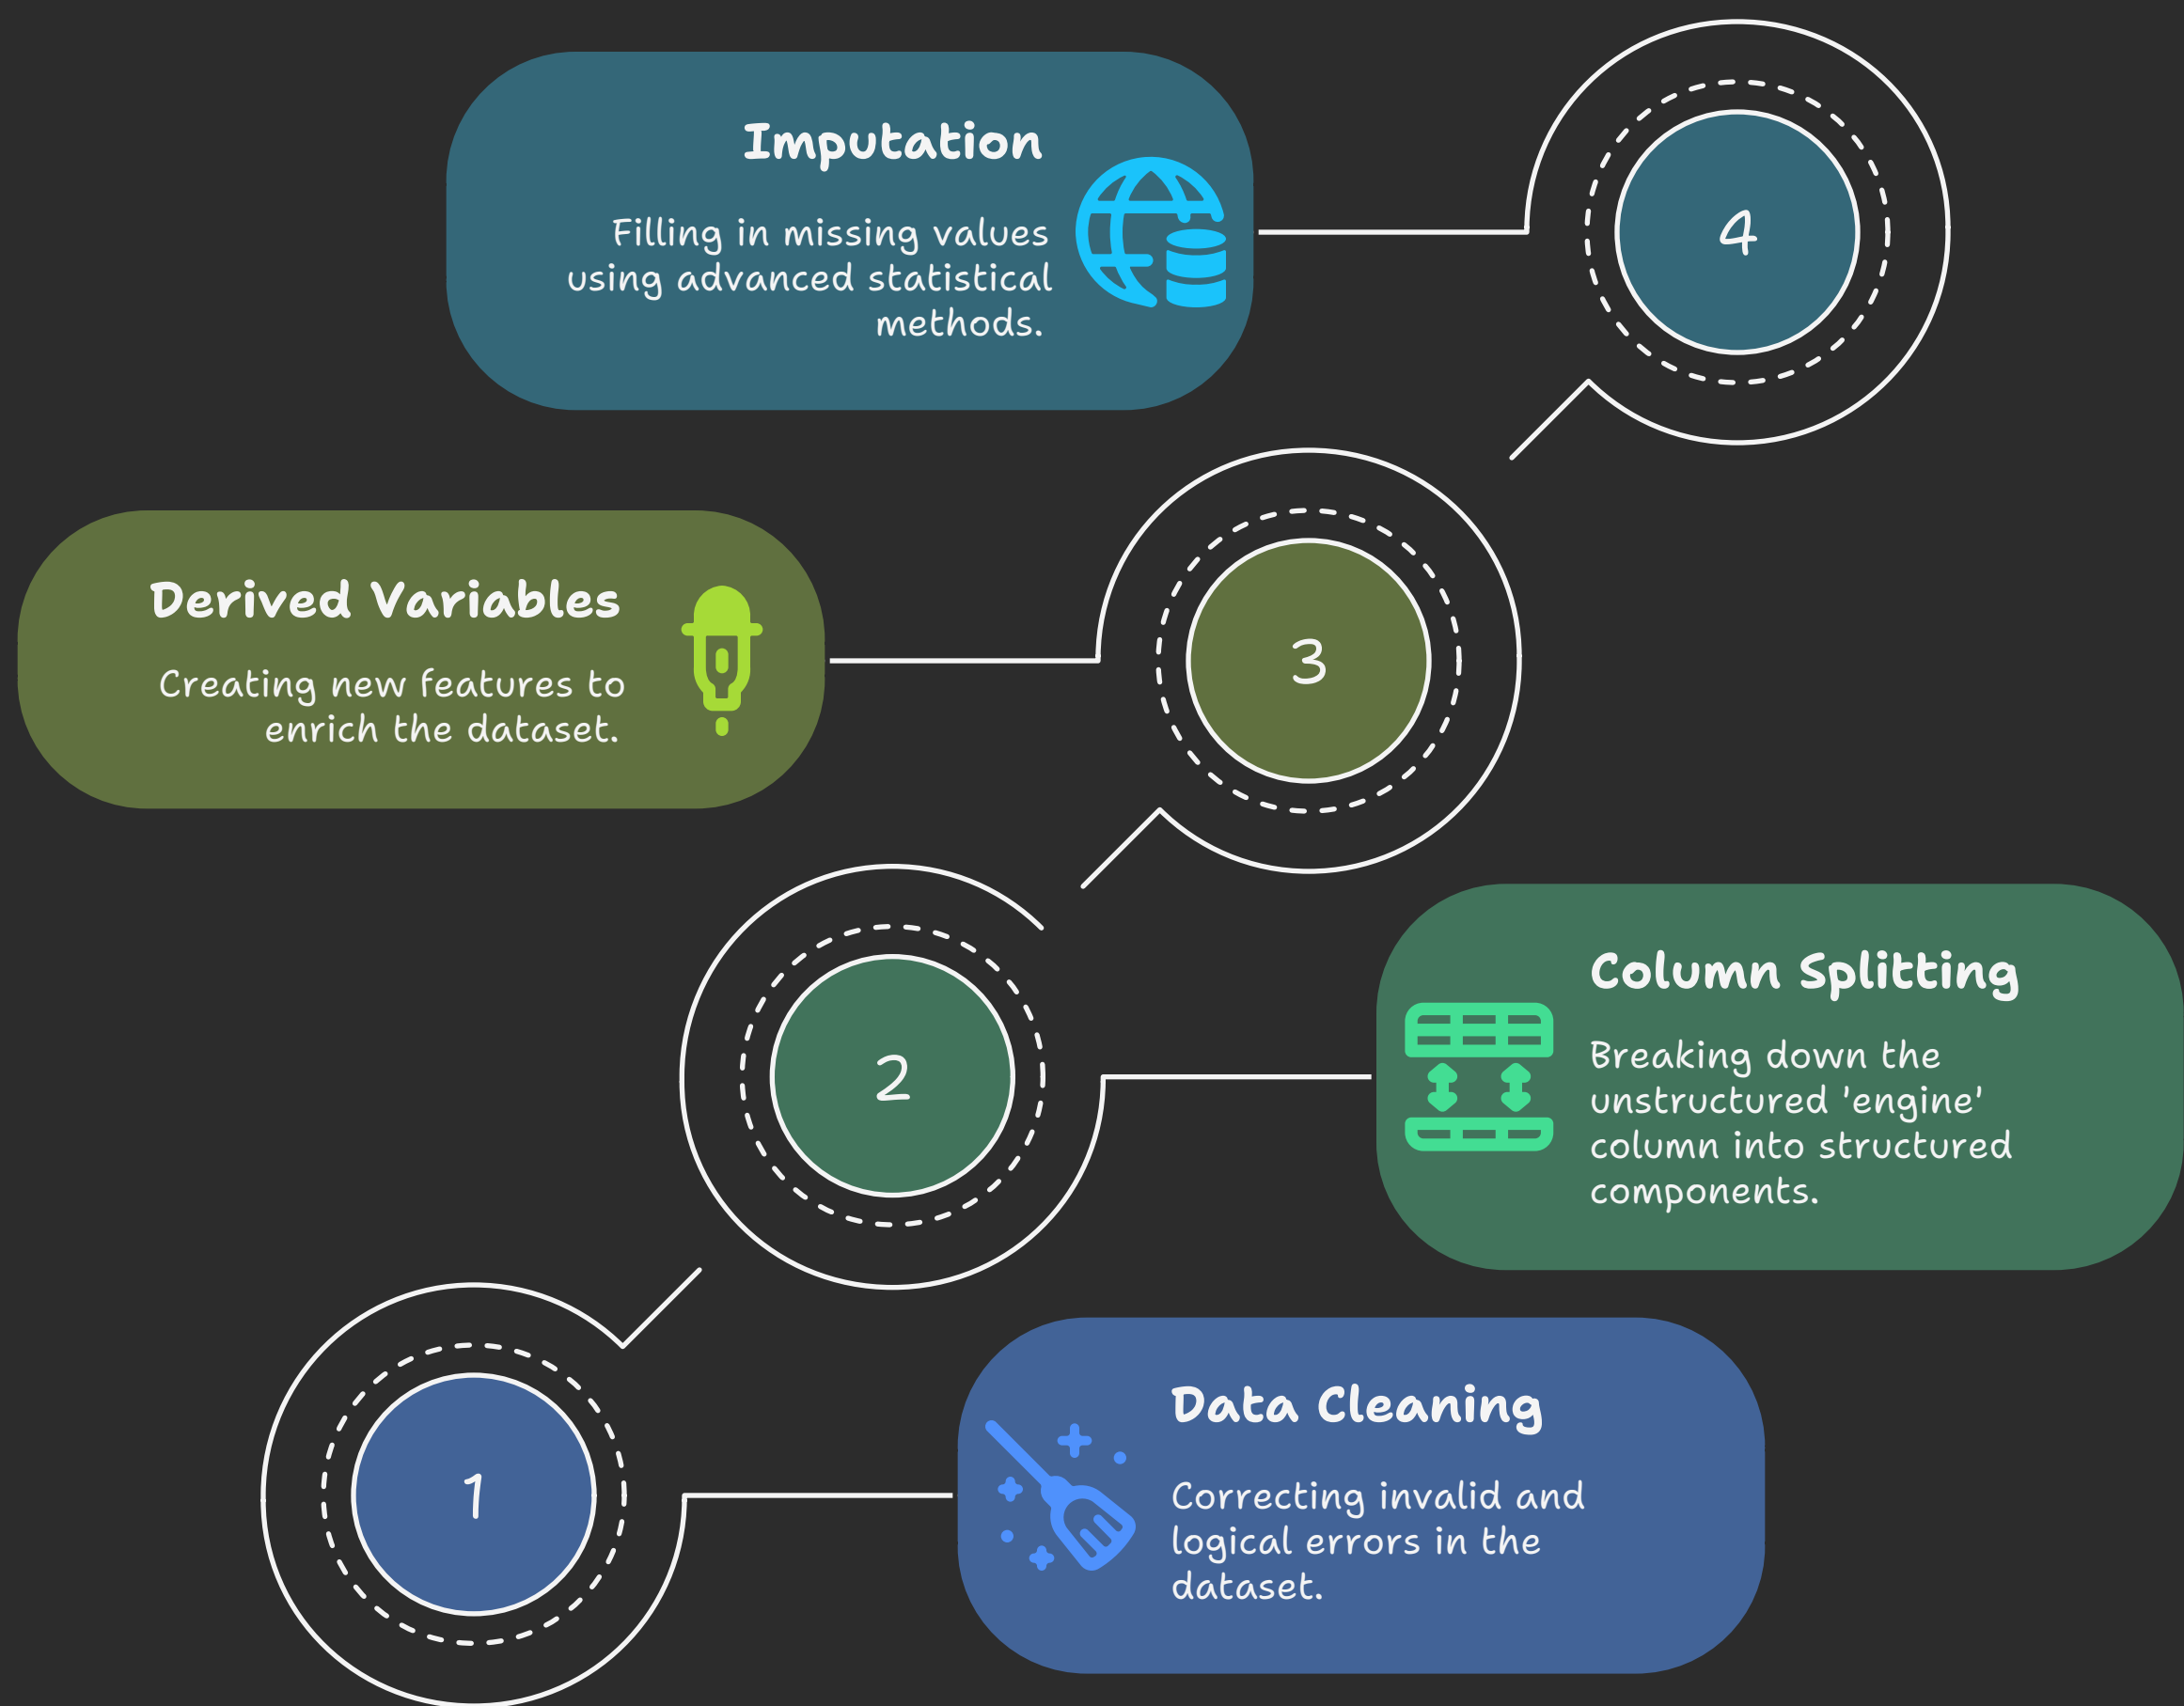 Imputation
Filling in missing values
using advanced statistical
methods.
4
Derived Variables
Creating new features to
enrich the dataset.
3
2
Column Splitting
Breaking down the
unstructured 'engine'
column into structured
components.
1
Data Cleaning
Correcting invalid and
logical errors in the
dataset.